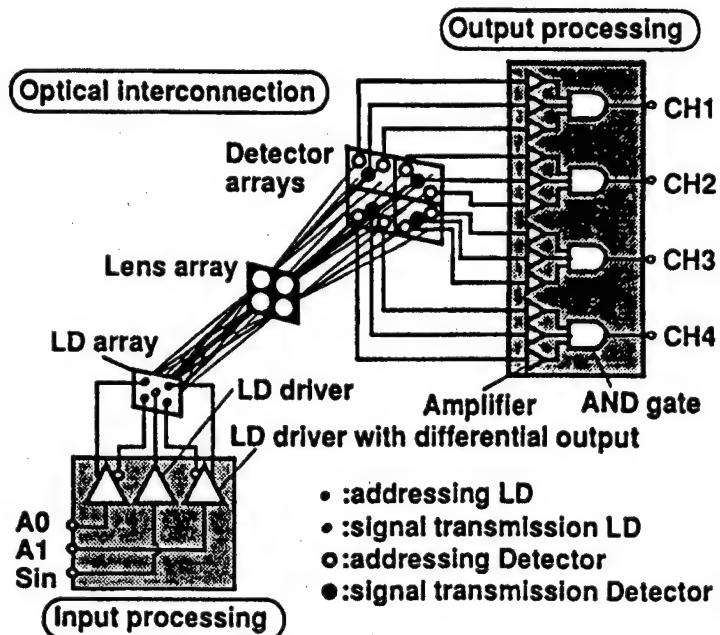 Output processing
Optical interconnection
CH1
Detector
arrays
CH2
Lens array
CH3
LD array
CH4
LD driver
Amplifier
AND gate
LD driver with differential output
A0
A1
Sin
:addressing LD
:signal transmission LD
:addressing Detector
:signal transmission Detector
Input processing